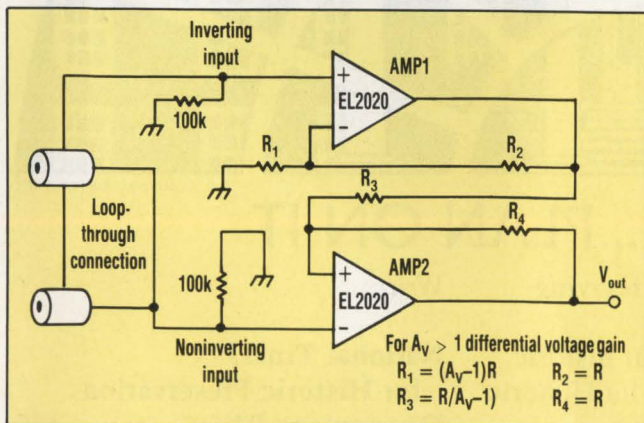 Inverting
input
AMP1
+
EL2020
−
100k
R₁
R₂
R₃
R₄
Loop-
through
connection
100k
AMP2
+
EL2020
−
Vout
Noninverting
input
For Aᵥ > 1 differential voltage gain
R₁ = (Aᵥ−1)R R₂ = R
R₃ = R/Aᵥ−1) R₄ = R